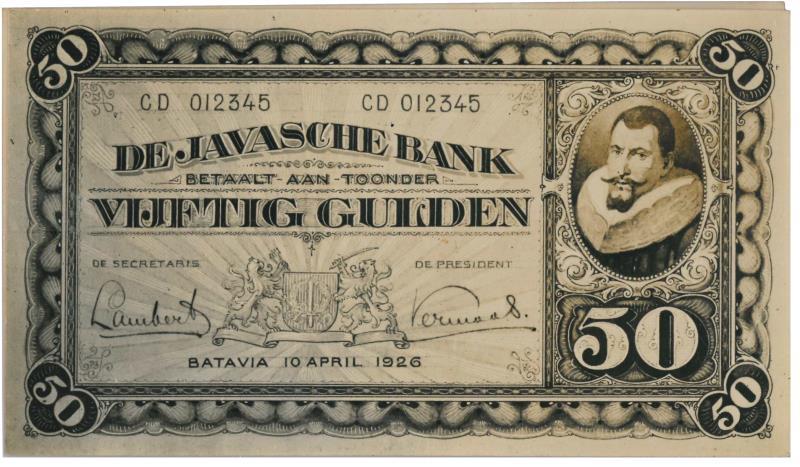 50 50
CD 012345 CD 012345
DE JAVASCHE BANK
BETAALT AAN TOONDER
VIJFTIG GULDEN
DE SECRETARIS DE PRESIDENT
Lambert Vermaas.
BATAVIA 10 APRIL 1926
50
50 50